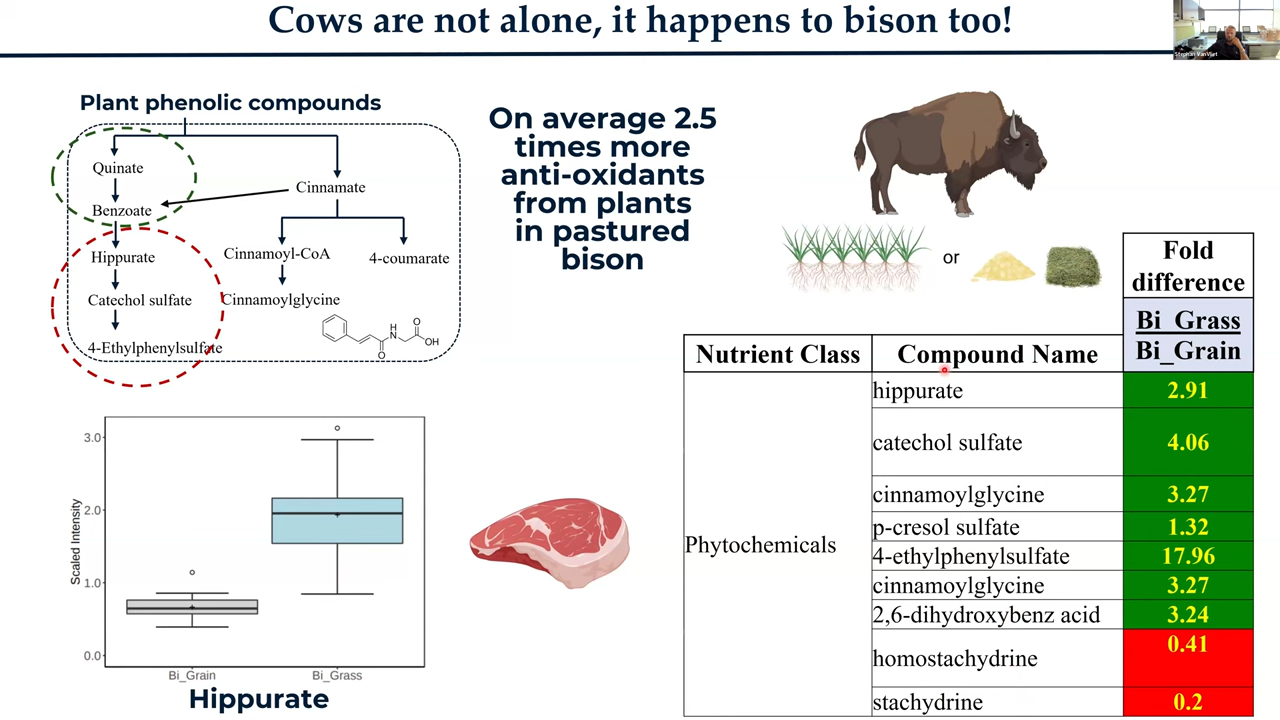 Cows are not alone, it happens to bison too!
Stephan VanVliet
Plant phenolic compounds
Quinate
Cinnamate
Benzoate
Hippurate
Cinnamoyl-CoA
4-coumarate
Catechol sulfate
Cinnamoylglycine
4-Ethylphenylsulfate
H
N
O
OH
O
On average 2.5
times more
anti-oxidants
from plants
in pastured
bison
or
Fold
difference
Bi_Grass
Bi_Grain
Nutrient Class
Compound Name
Phytochemicals
hippurate
2.91
catechol sulfate
4.06
cinnamoylglycine
3.27
p-cresol sulfate
1.32
4-ethylphenylsulfate
17.96
cinnamoylglycine
3.27
2,6-dihydroxybenz acid
3.24
homostachydrine
0.41
stachydrine
0.2
Scaled Intensity
3.0
2.0
1.0
0.0
Bi_Grain
Bi_Grass
Hippurate